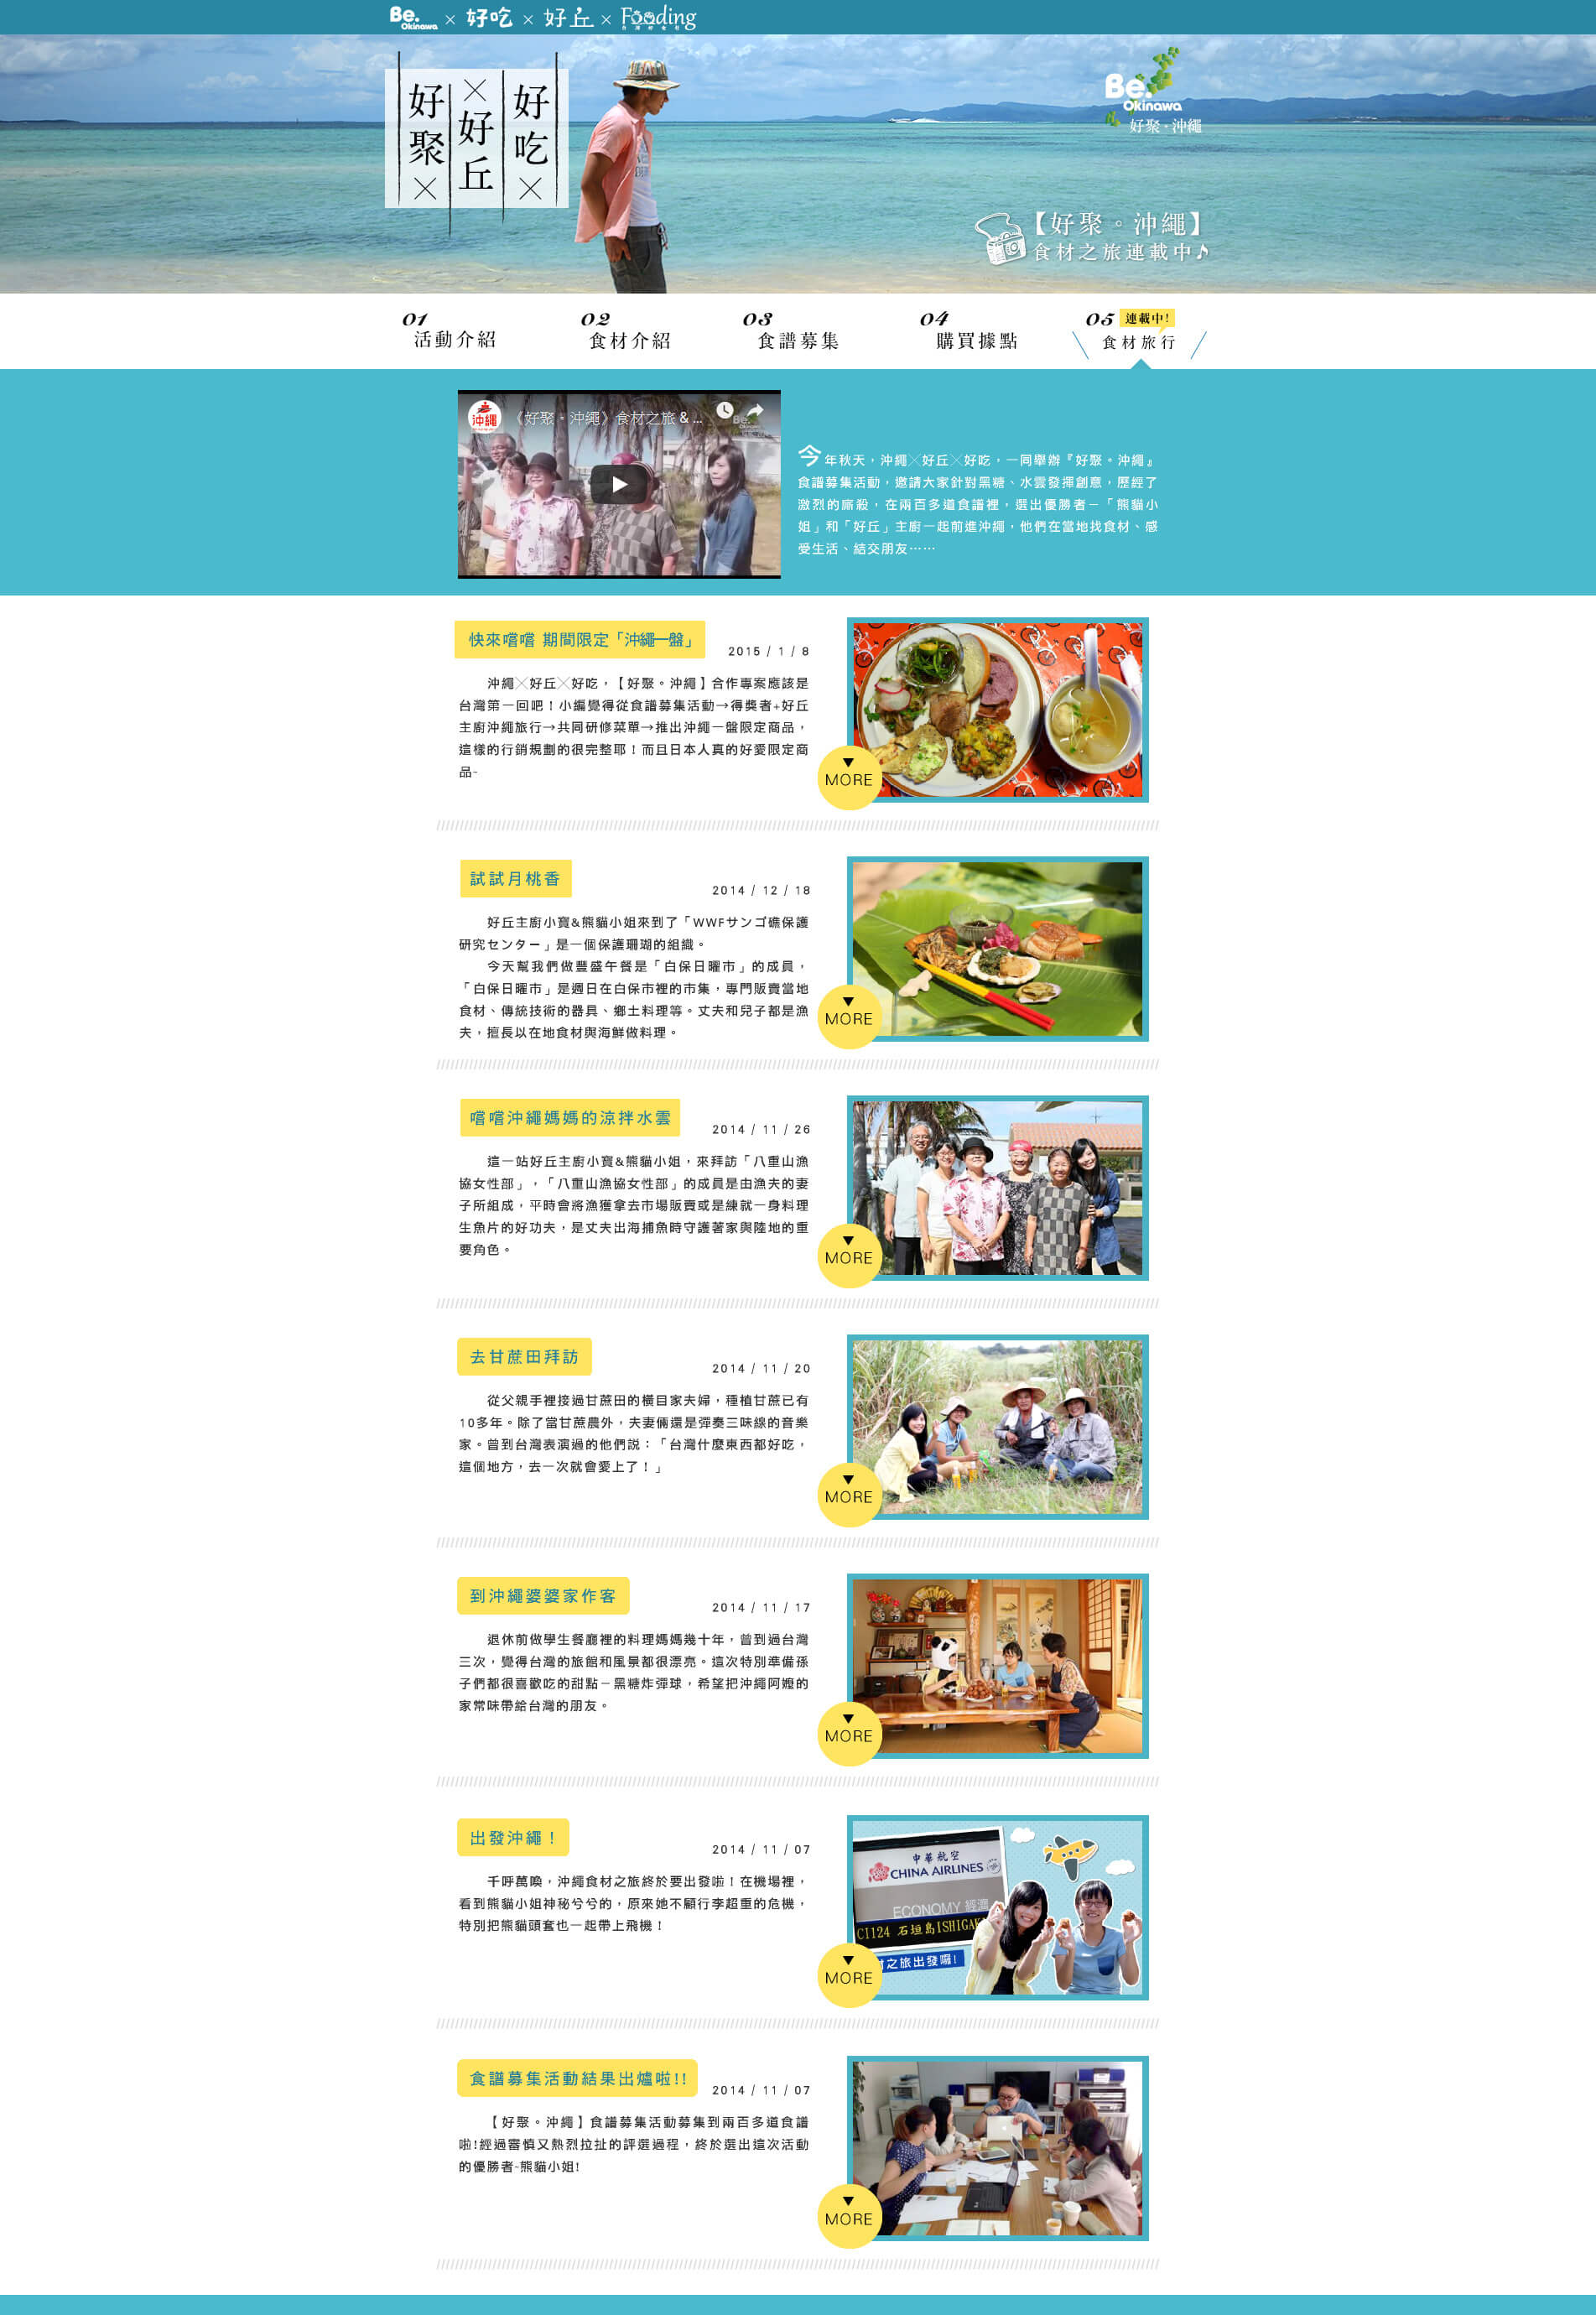 Be. Okinawa × 好吃 × 好丘 × Fooding
好吃×
×好丘
好聚×
Be. Okinawa
好聚·沖繩
【好聚。沖繩】
食材之旅連載中♪
01 活動介紹
02 食材介紹
03 食譜募集
04 購買據點
05 連載中!
食材旅行
沖繩 《好聚。沖繩》食材之旅 & ...
今年秋天，沖繩╳好丘╳好吃，一同舉辦『好聚。沖繩』
食譜募集活動，邀請大家針對黑糖、水雲發揮創意，歷經了
激烈的廝殺，在兩百多道食譜裡，選出優勝者－「熊貓小
姐」和「好丘」主廚一起前進沖繩，他們在當地找食材、感
受生活、結交朋友……
快來嚐嚐 期間限定「沖繩一盤」
2015 / 1 / 8
沖繩╳好丘╳好吃，【好聚。沖繩】合作專案應該是
台灣第一回吧！小編覺得從食譜募集活動→得獎者+好丘
主廚沖繩旅行→共同研修菜單→推出沖繩一盤限定商品，
這樣的行銷規劃的很完整耶！而且日本人真的好愛限定商
品-
MORE
試試月桃香
2014 / 12 / 18
好丘主廚小寶&熊貓小姐來到了「WWFサンゴ礁保護
研究センター」是一個保護珊瑚的組織。
今天幫我們做豐盛午餐是「白保日曜市」的成員，
「白保日曜市」是週日在白保市裡的市集，專門販賣當地
食材、傳統技術的器具、鄉土料理等。丈夫和兒子都是漁
夫，擅長以在地食材與海鮮做料理。
MORE
嚐嚐沖繩媽媽的涼拌水雲
2014 / 11 / 26
這一站好丘主廚小寶&熊貓小姐，來拜訪「八重山漁
協女性部」，「八重山漁協女性部」的成員是由漁夫的妻
子所組成，平時會將漁獲拿去市場販賣或是練就一身料理
生魚片的好功夫，是丈夫出海捕魚時守護著家與陸地的重
要角色。
MORE
去甘蔗田拜訪
2014 / 11 / 20
從父親手裡接過甘蔗田的橫目家夫婦，種植甘蔗已有
10多年。除了當甘蔗農外，夫妻倆還是彈奏三味線的音樂
家。曾到台灣表演過的他們說：「台灣什麼東西都好吃，
這個地方，去一次就會愛上了！」
MORE
到沖繩婆婆家作客
2014 / 11 / 17
退休前做學生餐廳裡的料理媽媽幾十年，曾到過台灣
三次，覺得台灣的旅館和風景都很漂亮。這次特別準備孫
子們都很喜歡吃的甜點－黑糖炸彈球，希望把沖繩阿嬤的
家常味帶給台灣的朋友。
MORE
出發沖繩！
2014 / 11 / 07
千呼萬喚，沖繩食材之旅終於要出發啦！在機場裡，
看到熊貓小姐神秘兮兮的，原來她不顧行李超重的危機，
特別把熊貓頭套也一起帶上飛機！
中華航空
CHINA AIRLINES
ECONOMY 經濟
CI124 石垣島ISHIGAK
材之旅出發囉!
MORE
食譜募集活動結果出爐啦!!
2014 / 11 / 07
【好聚。沖繩】食譜募集活動募集到兩百多道食譜
啦!經過審慎又熱烈拉扯的評選過程，終於選出這次活動
的優勝者-熊貓小姐!
MORE